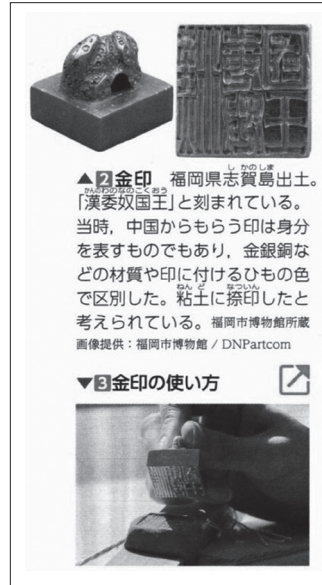 ▲2金印 福岡県志賀島出土。
「漢委奴国王」と刻まれている。
当時，中国からもらう印は身分
を表すものでもあり，金銀銅な
どの材質や印に付けるひもの色
で区別した。粘土に捺印したと
考えられている。福岡市博物館所蔵
画像提供：福岡市博物館 / DNPartcom
▼3金印の使い方